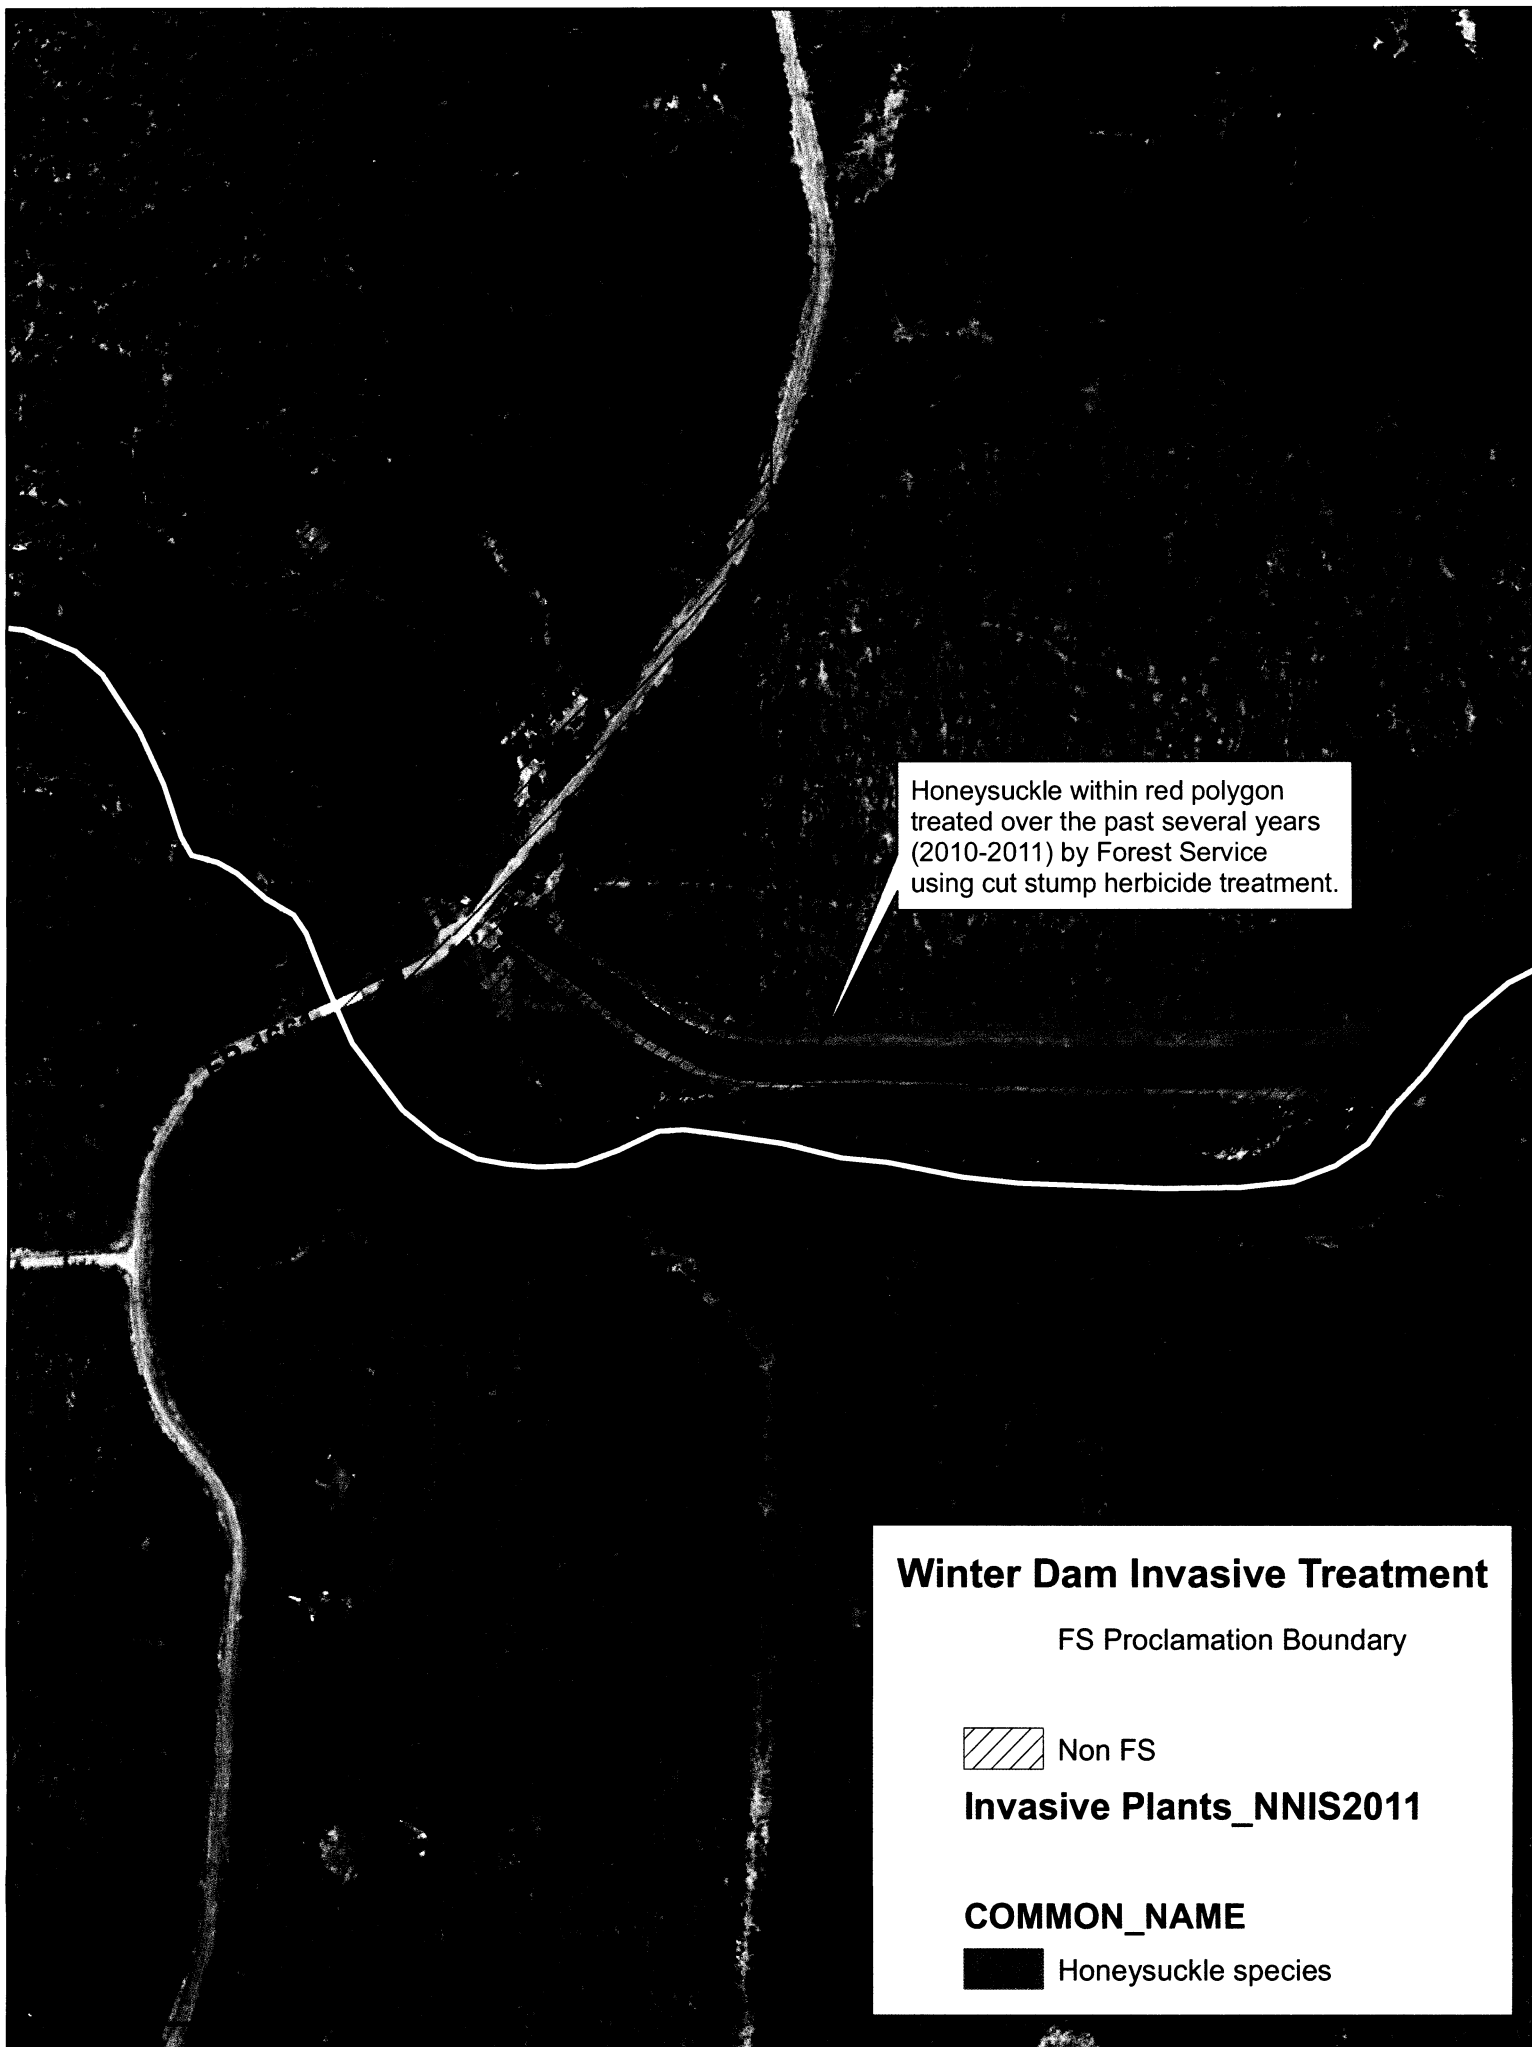 Honeysuckle within red polygon
treated over the past several years
(2010-2011) by Forest Service
using cut stump herbicide treatment.
Winter Dam Invasive Treatment
FS Proclamation Boundary
Non FS
Invasive Plants_NNIS2011
COMMON_NAME
Honeysuckle species